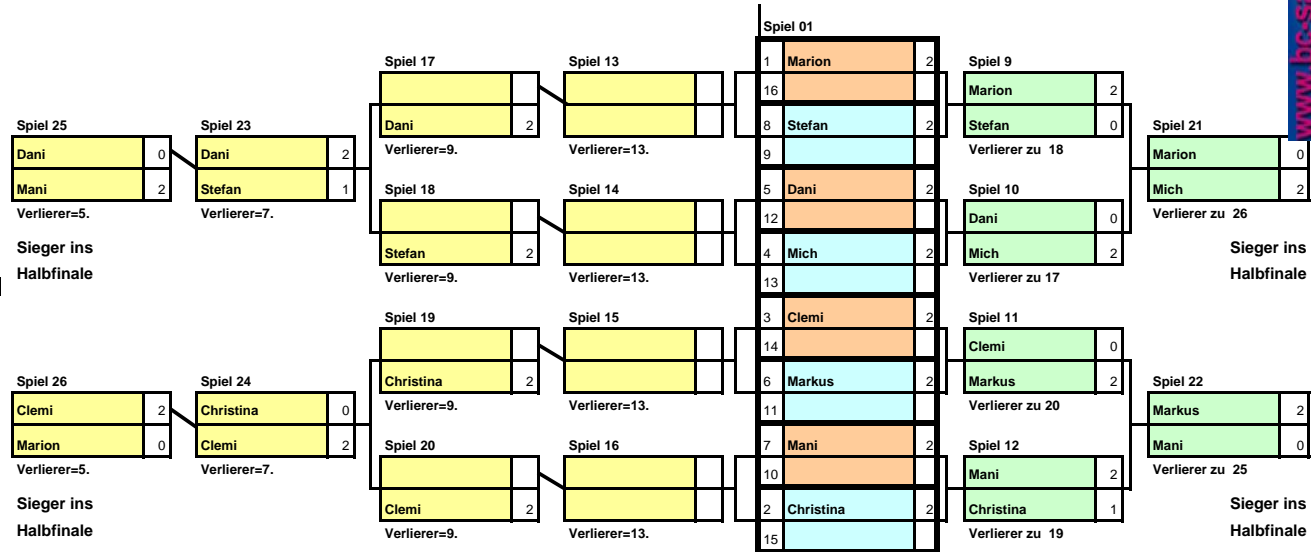 Spiel 01
Spiel 17 Spiel 13 1 Marion 2 Spiel 9
16 Marion 2
Spiel 25 Spiel 23 Dani 2 8 Stefan 2 Stefan 0 Spiel 21
Dani 0 Dani 2 Verlierer=9. Verlierer=13. 9 Verlierer zu 18 Marion 0
Mani 2 Stefan 1 Spiel 18 Spiel 14 5 Dani 2 Spiel 10 Mich 2
Verlierer=5. Verlierer=7. 12 Dani 0 Verlierer zu 26
Sieger ins Stefan 2 4 Mich 2 Mich 2 Sieger ins
Halbfinale Verlierer=9. Verlierer=13. 13 Verlierer zu 17 Halbfinale
Spiel 19 Spiel 15 3 Clemi 2 Spiel 11
14 Clemi 0
Spiel 26 Spiel 24 Christina 2 6 Markus 2 Markus 2 Spiel 22
Clemi 2 Christina 0 Verlierer=9. Verlierer=13. 11 Verlierer zu 20 Markus 2
Marion 0 Clemi 2 Spiel 20 Spiel 16 7 Mani 2 Spiel 12 Mani 0
Verlierer=5. Verlierer=7. 10 Mani 2 Verlierer zu 25
Sieger ins Clemi 2 2 Christina 2 Christina 1 Sieger ins
Halbfinale Verlierer=9. Verlierer=13. 15 Verlierer zu 19 Halbfinale